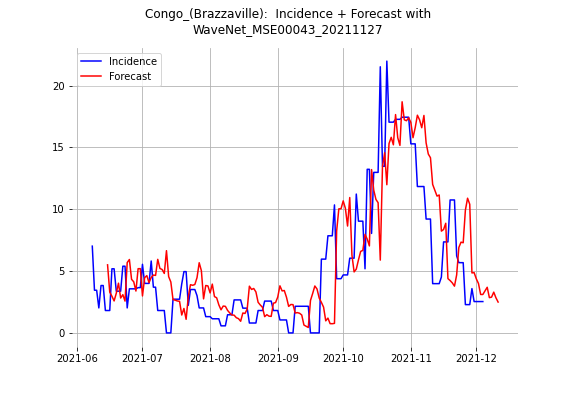 Congo_(Brazzaville):  Incidence + Forecast with
WaveNet_MSE00043_20211127
Incidence
Forecast
20
15
10
5
0
2021-06 2021-07 2021-08 2021-09 2021-10 2021-11 2021-12